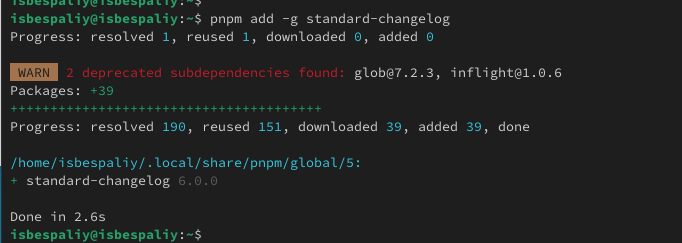 isbespaliy@isbespaliy:~$
isbespaliy@isbespaliy:~$ pnpm add -g standard-changelog
Progress: resolved 1, reused 1, downloaded 0, added 0
WARN 2 deprecated subdependencies found: glob@7.2.3, inflight@1.0.6
Packages: +39
+++++++++++++++++++++++++++++++++++++++
Progress: resolved 190, reused 151, downloaded 39, added 39, done
/home/isbespaliy/.local/share/pnpm/global/5:
+ standard-changelog 6.0.0
Done in 2.6s
isbespaliy@isbespaliy:~$